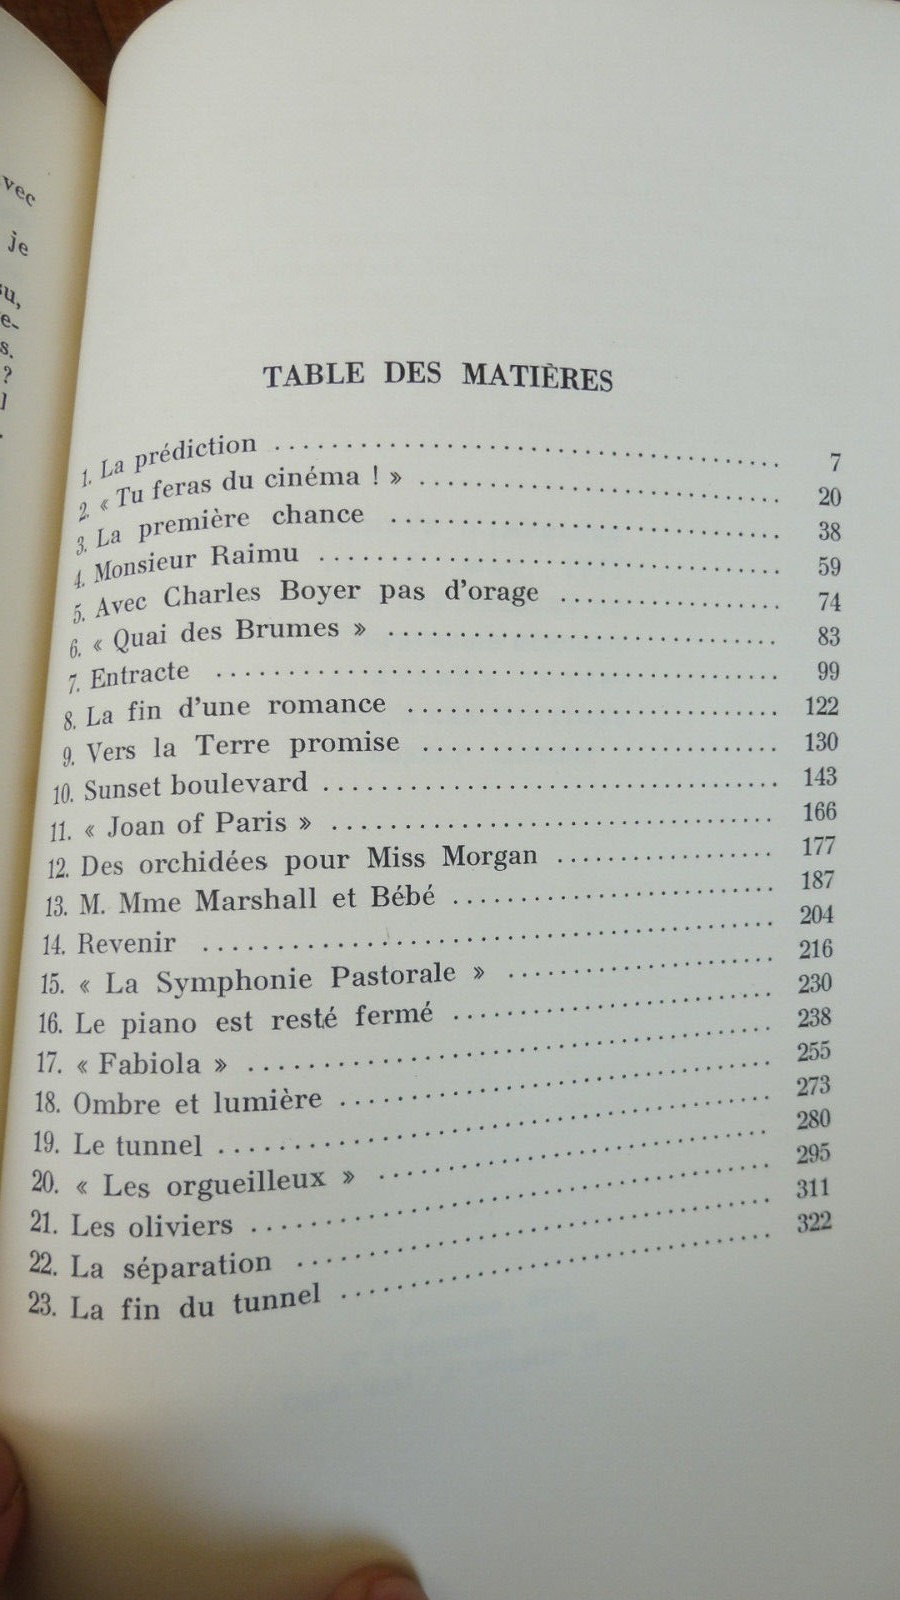 vec
je
su,
e-
s.
?
l
TABLE DES MATIÈRES
1. La prédiction .......... 7
2. « Tu feras du cinéma ! » .......... 20
3. La première chance .......... 38
4. Monsieur Raimu .......... 59
5. Avec Charles Boyer pas d'orage .......... 74
6. « Quai des Brumes » .......... 83
7. Entracte .......... 99
8. La fin d'une romance .......... 122
9. Vers la Terre promise .......... 130
10. Sunset boulevard .......... 143
11. « Joan of Paris » .......... 166
12. Des orchidées pour Miss Morgan .......... 177
13. M. Mme Marshall et Bébé .......... 187
14. Revenir .......... 204
15. « La Symphonie Pastorale » .......... 216
16. Le piano est resté fermé .......... 230
17. « Fabiola » .......... 238
18. Ombre et lumière .......... 255
19. Le tunnel .......... 273
20. « Les orgueilleux » .......... 280
21. Les oliviers .......... 295
22. La séparation .......... 311
23. La fin du tunnel .......... 322